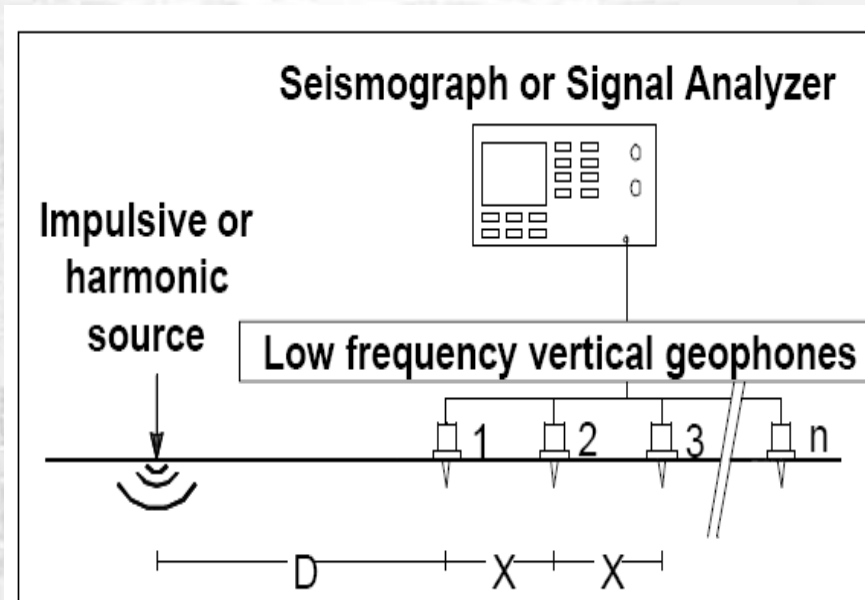 Seismograph or Signal Analyzer
Impulsive or
harmonic
source
Low frequency vertical geophones
1 2 3 n
D X X